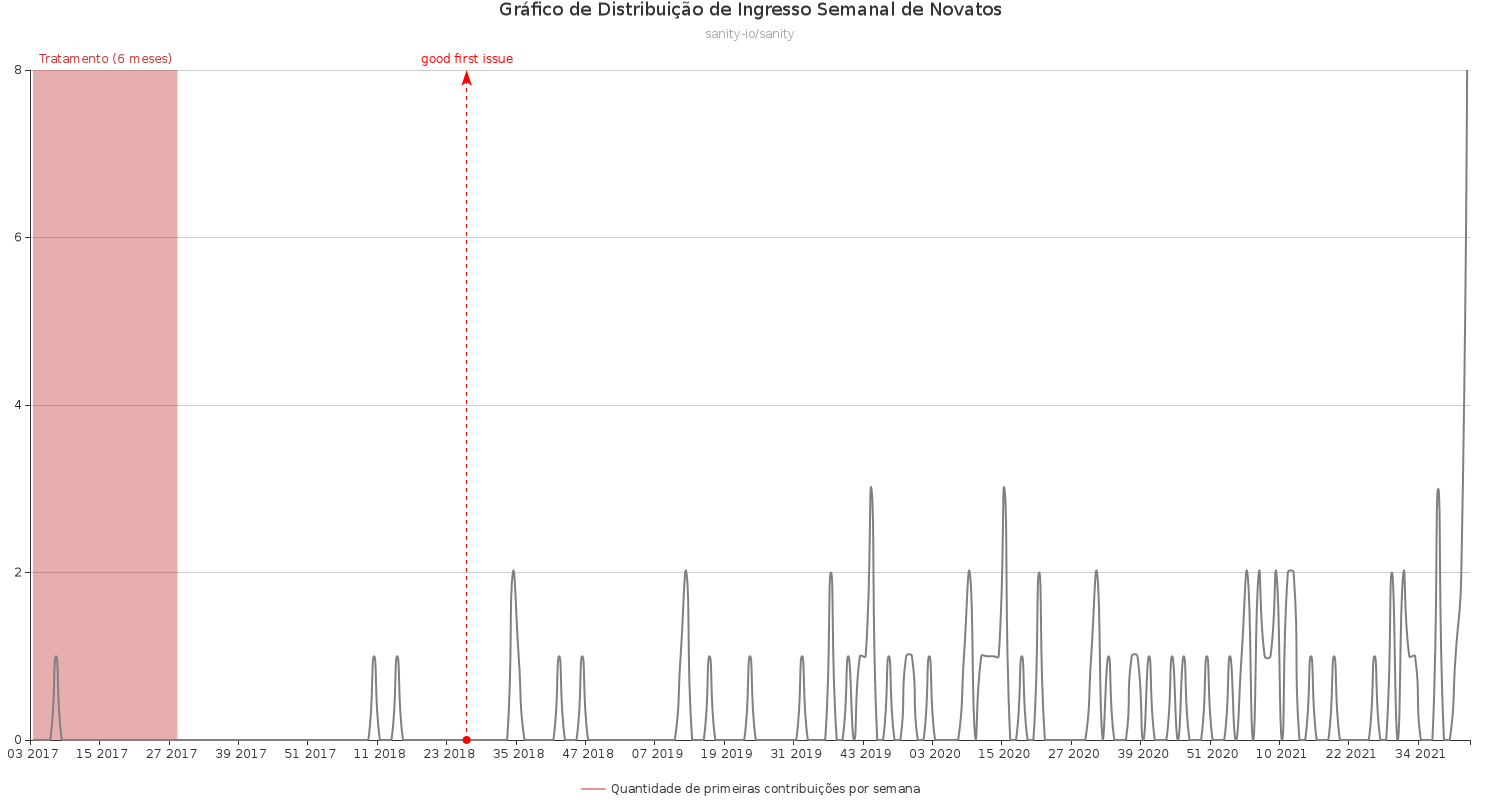 Gráfico de Distribuição de Ingresso Semanal de Novatos
sanity-io/sanity
Tratamento (6 meses)
good first issue
8
6
4
2
0
03 2017 15 2017 27 2017 39 2017 51 2017 11 2018 23 2018 35 2018 47 2018 07 2019 19 2019 31 2019 43 2019 03 2020 15 2020 27 2020 39 2020 51 2020 10 2021 22 2021 34 2021
Quantidade de primeiras contribuições por semana